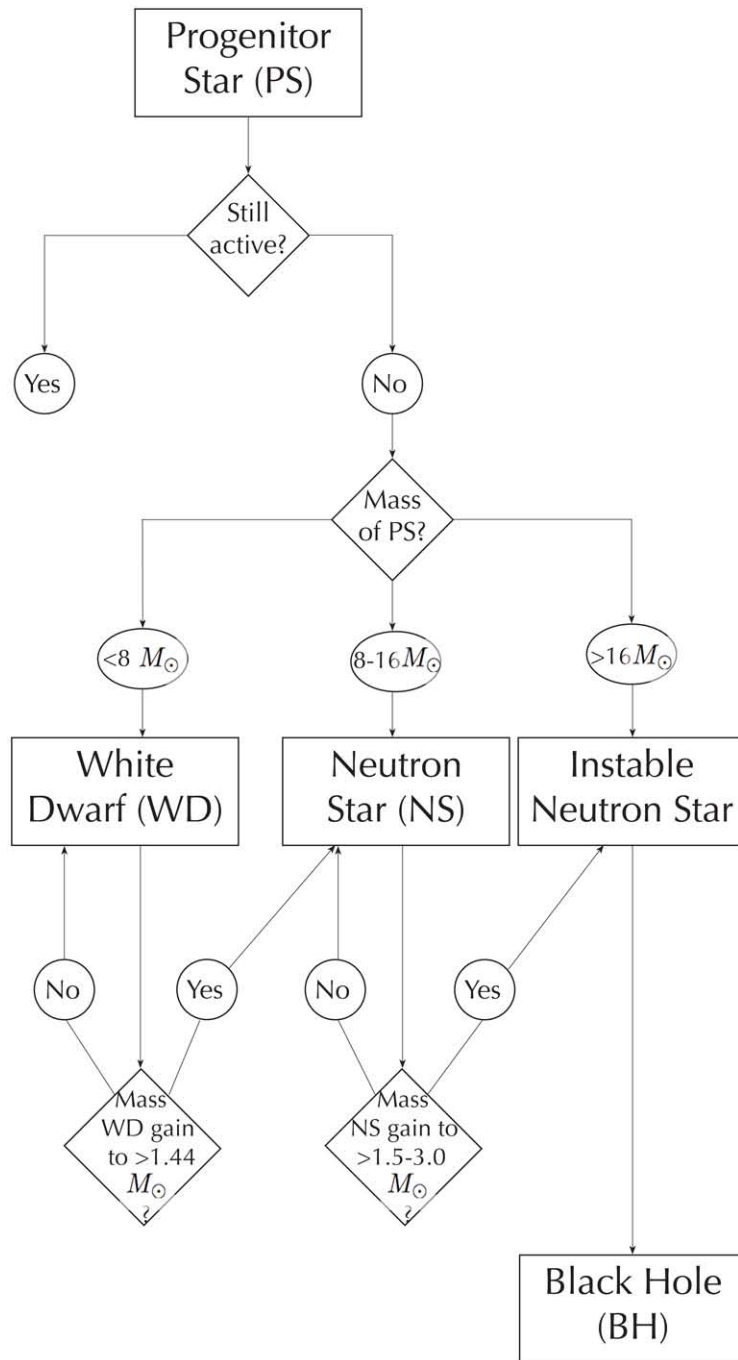 Progenitor
Star (PS)
Still
active?
Yes
No
Mass
of PS?
<8 M⊙
8-16M⊙
>16M⊙
White
Dwarf (WD)
Neutron
Star (NS)
Instable
Neutron Star
No
Yes
No
Yes
Mass
WD gain
to >1.44
M⊙
?
Mass
NS gain to
>1.5-3.0
M⊙
?
Black Hole
(BH)